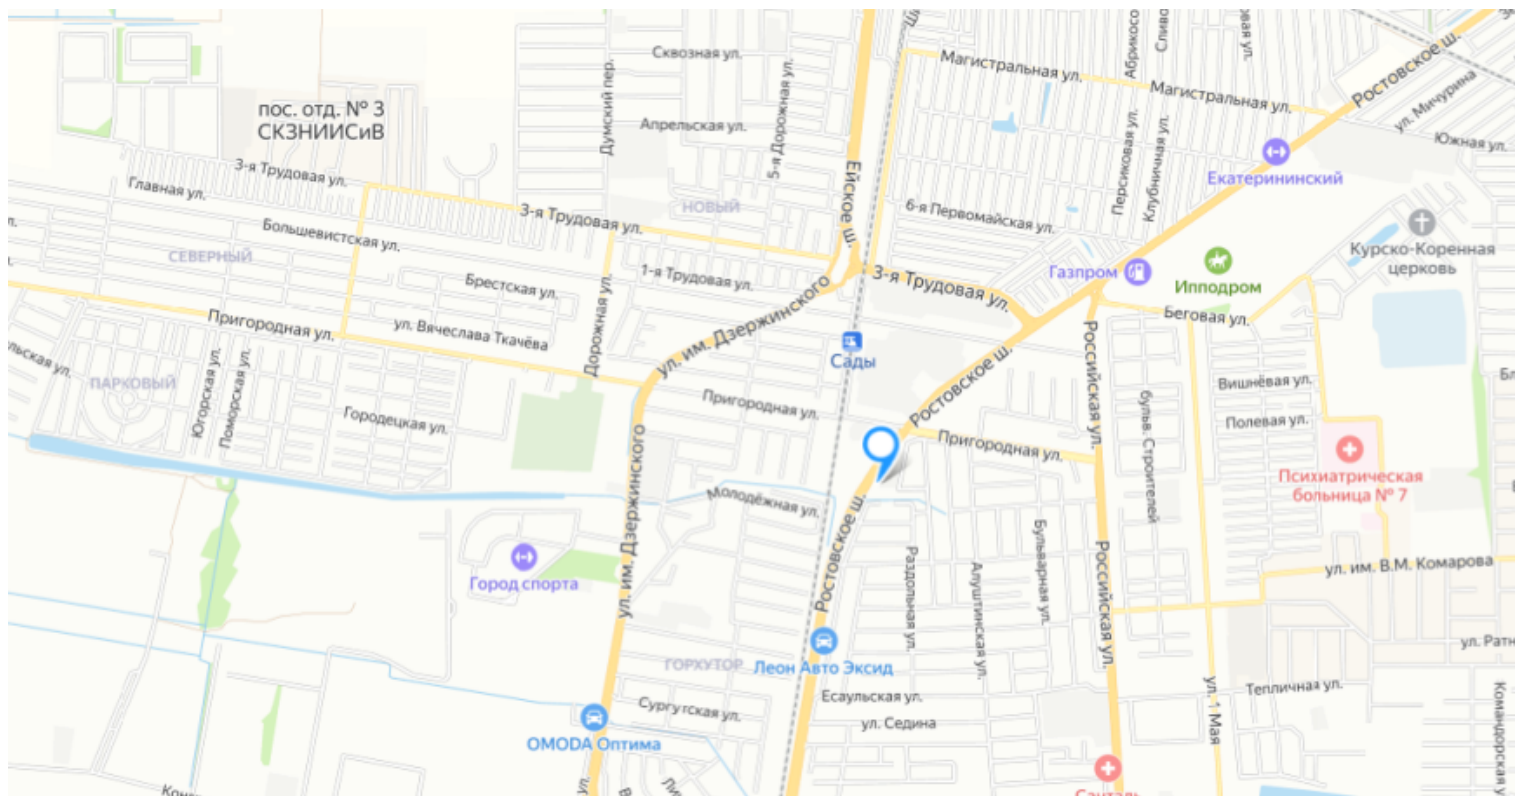 Сквозная ул.
Думский пер.
5-я Дорожная ул.
Апрельская ул.
пос. отд. № 3
СКЗНИИСиВ
3-я Трудовая ул.
Главная ул.
Большевистская ул.
СЕВЕРНЫЙ
НОВЫЙ
3-я Трудовая ул.
1-я Трудовая ул.
Брестская ул.
Дорожная ул.
Ейское ш.
Магистральная ул.
Магистральная ул.
Ростовское ш.
ул. Мичурина
Южная ул.
Персиковая ул.
Клубничная ул.
Екатерининский
6-я Первомайская ул.
Курско-Коренная
церковь
Газпром
Ипподром
3-я Трудовая ул.
Беговая ул.
Пригородная ул.
ул. Вячеслава Ткачёва
ул. им. Дзержинского
Сады
Ростовское ш.
Российская ул.
ПАРКОВЫЙ
Югорская ул.
Поморская ул.
Городецкая ул.
Пригородная ул.
Пригородная ул.
Вишнёвая ул.
Полевая ул.
бульв. Строителей
Психиатрическая
больница № 7
Молодёжная ул.
ул. им. Дзержинского
Ростовское ш.
Город спорта
Раздольная ул.
Алуштинская ул.
Бульварная ул.
Российская ул.
ул. им. В.М. Комарова
ГОРХУТОР
Леон Авто Эксид
Есаульская ул.
ул. Седина
Сургутская ул.
OMODA Оптима
ул. 1 Мая
Тепличная ул.
Командорская ул.